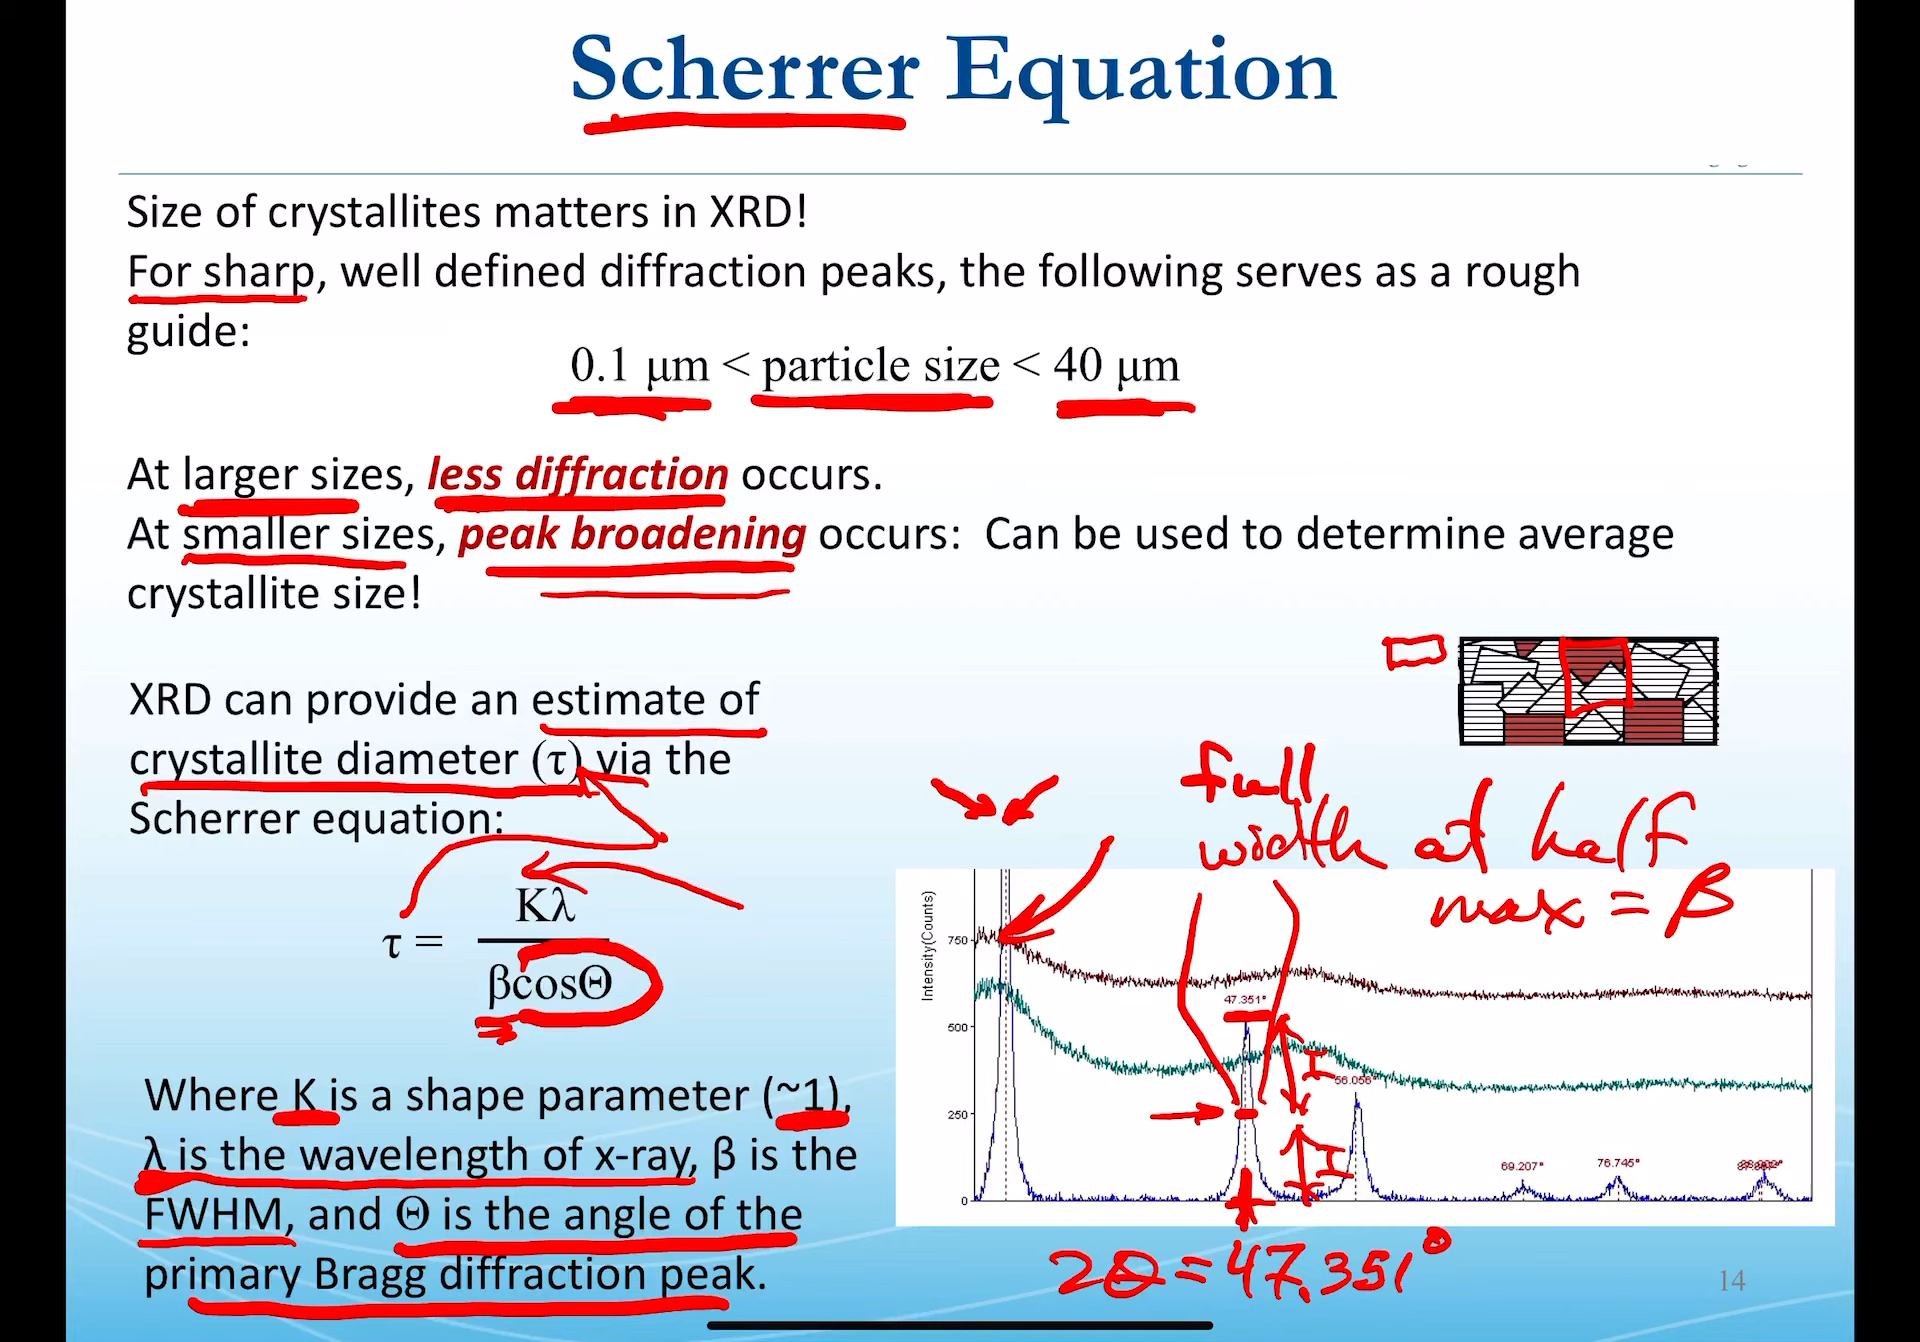 Scherrer Equation
Size of crystallites matters in XRD!
For sharp, well defined diffraction peaks, the following serves as a rough
guide:
0.1 μm < particle size < 40 μm
At larger sizes, less diffraction occurs.
At smaller sizes, peak broadening occurs: Can be used to determine average
crystallite size!
XRD can provide an estimate of
crystallite diameter (τ) via the
Scherrer equation:
τ = Kλ
βcosΘ
Where K is a shape parameter (~1),
λ is the wavelength of x-ray, β is the
FWHM, and Θ is the angle of the
primary Bragg diffraction peak.
full
width at half
max = β
Intensity(Counts)
750
47.351°
500
I
56.056°
250
I
69.207°
76.745°
0
2θ = 47.351°
14